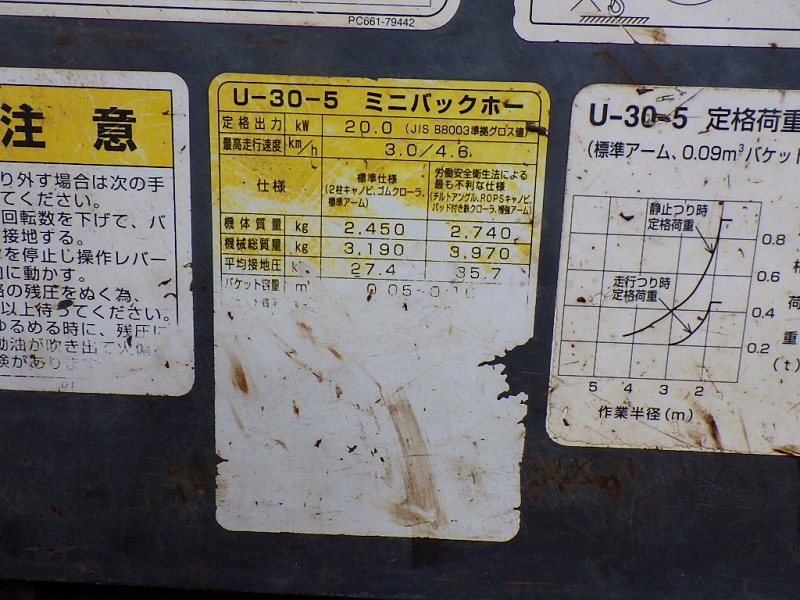 PC661-79442
注意
り外す場合は次の手
てください。
回転数を下げて、バ
接地する。
を停止し操作レバー
に動かす。
の残圧をぬく為、
以上待ってください。
ゆるめる時に、残圧に
動油が吹き出て火傷
険があります
U-30-5 ミニバックホー
定格出力 kW 20.0 (JIS B8003準拠グロス値)
最高走行速度 km/h 3.0/4.6
仕様 標準仕様 (2柱キャノピ、ゴムクローラ、標準アーム) 労働安全衛生法による最も不利な仕様 (チルトアングル、ROPSキャノピ、パッド付き鉄クローラ、補強アーム)
機体質量 kg 2,450 2,740
機械総質量 kg 3,190 3,970
平均接地圧 27.4 35.7
バケット容量 m³ 0.05-0.10
U-30-5 定格荷重
(標準アーム、0.09m³バケット
静止つり時
定格荷重
走行つり時
定格荷重
0.8
0.6
0.4
0.2
荷
重
(t)
5 4 3 2
作業半径(m)